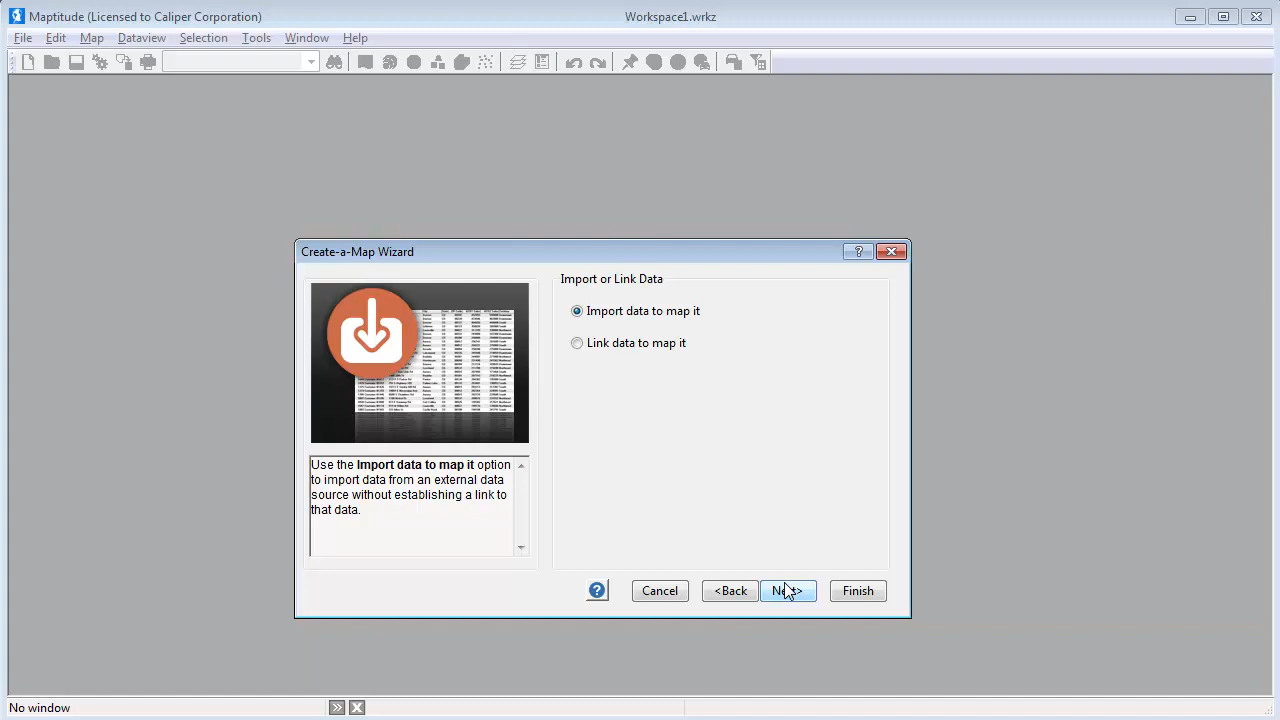 Maptitude (Licensed to Caliper Corporation)
Workspace1.wrkz
File Edit Map Dataview Selection Tools Window Help
Create-a-Map Wizard
Import or Link Data
Import data to map it
Link data to map it
Use the Import data to map it option
to import data from an external data
source without establishing a link to
that data.
Cancel
<Back
Next>
Finish
No window